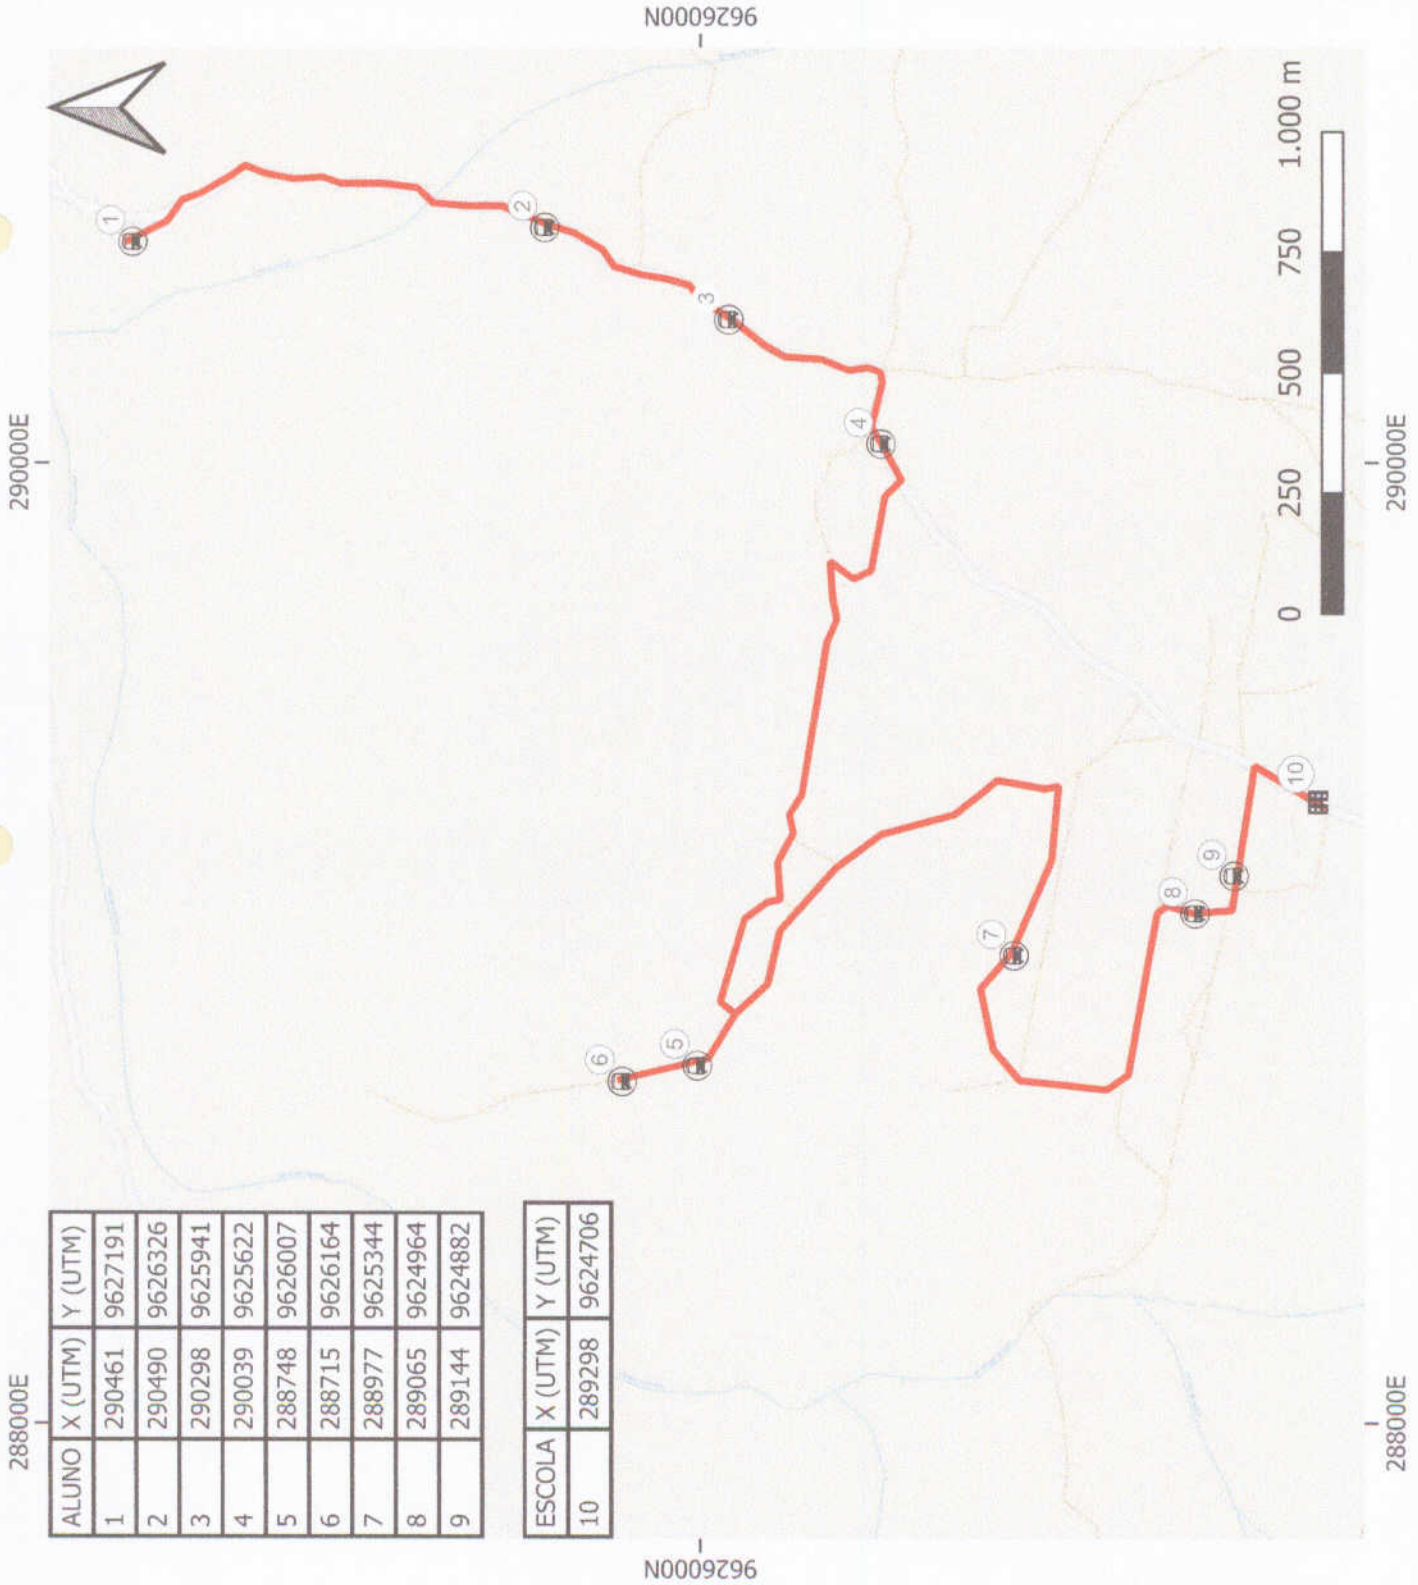 288000E
290000E
ALUNO X (UTM) Y (UTM)
1 290461 9627191
2 290490 9626326
3 290298 9625941
4 290039 9625622
5 288748 9626007
6 288715 9626164
7 288977 9625344
8 289065 9624964
9 289144 9624882
ESCOLA X (UTM) Y (UTM)
10 289298 9624706
9626000N
9626000N
1
2
3
4
5
6
7
8
9
10
0 250 500 750 1.000 m
288000E
290000E